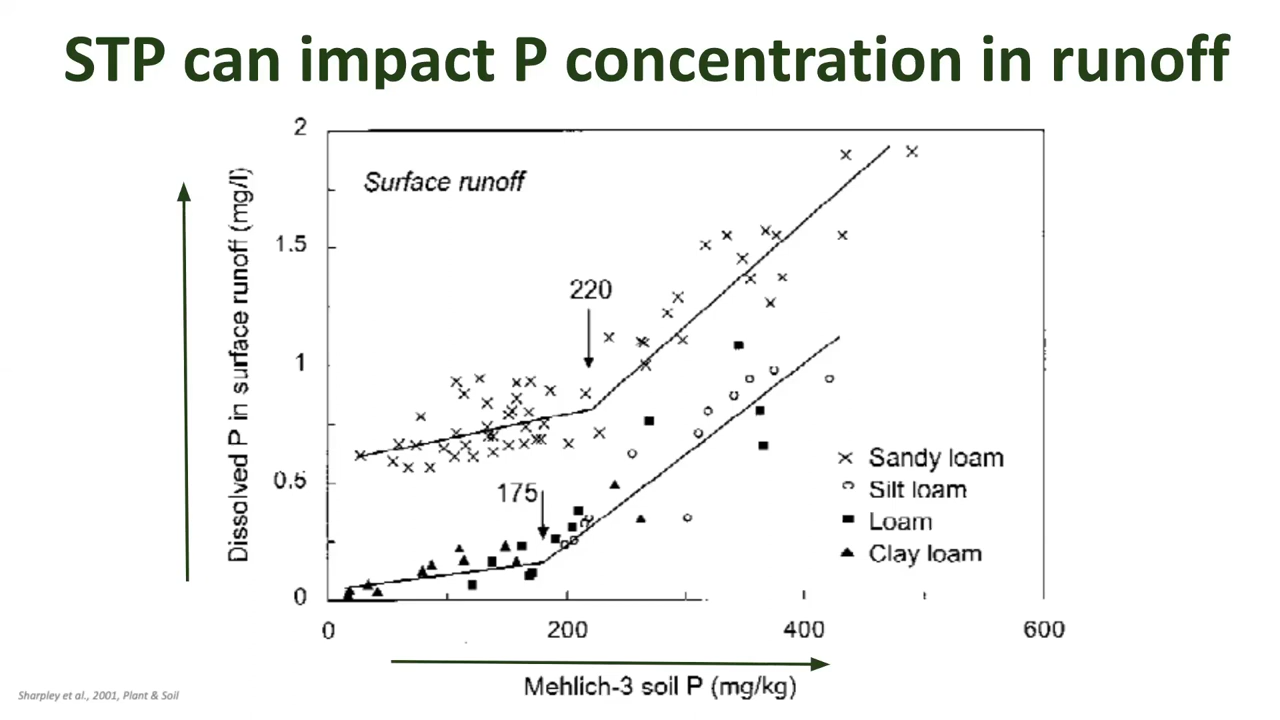 STP can impact P concentration in runoff
2
Surface runoff
1.5
220
1
Dissolved P in surface runoff (mg/l)
Sandy loam
0.5
175
Silt loam
Loam
Clay loam
0
0 200 400 600
Mehlich-3 soil P (mg/kg)
Sharpley et al., 2001, Plant & Soil